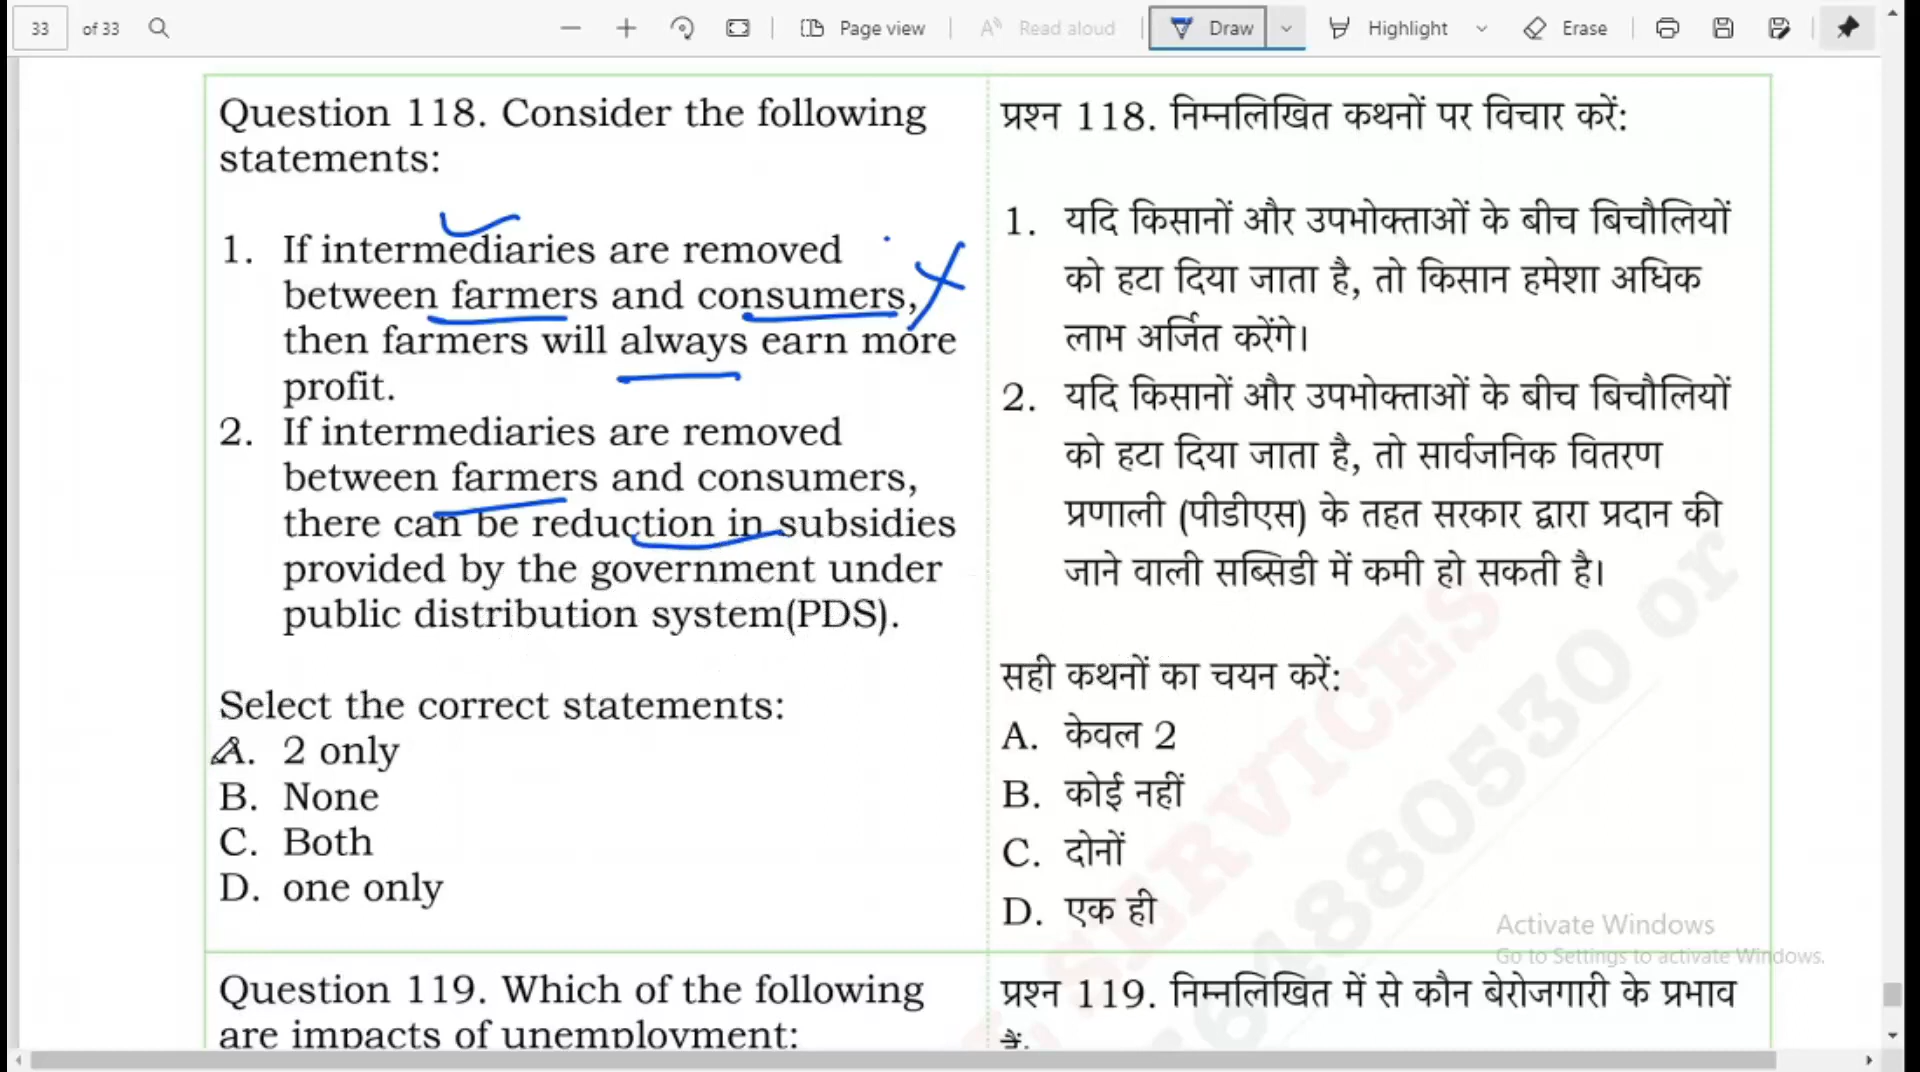 33 of 33 Page view Read aloud Draw Highlight Erase
Question 118. Consider the following
statements:
1. If intermediaries are removed
between farmers and consumers,
then farmers will always earn more
profit.
2. If intermediaries are removed
between farmers and consumers,
there can be reduction in subsidies
provided by the government under
public distribution system(PDS).
Select the correct statements:
A. 2 only
B. None
C. Both
D. one only
प्रश्न 118. निम्नलिखित कथनों पर विचार करें:
1. यदि किसानों और उपभोक्ताओं के बीच बिचौलियों
को हटा दिया जाता है, तो किसान हमेशा अधिक
लाभ अर्जित करेंगे।
2. यदि किसानों और उपभोक्ताओं के बीच बिचौलियों
को हटा दिया जाता है, तो सार्वजनिक वितरण
प्रणाली (पीडीएस) के तहत सरकार द्वारा प्रदान की
जाने वाली सब्सिडी में कमी हो सकती है।
सही कथनों का चयन करें:
A. केवल 2
B. कोई नहीं
C. दोनों
D. एक ही
Question 119. Which of the following
are impacts of unemployment:
प्रश्न 119. निम्नलिखित में से कौन बेरोजगारी के प्रभाव
हैं:
SERVICES
64880530 or
Activate Windows
Go to Settings to activate Windows.